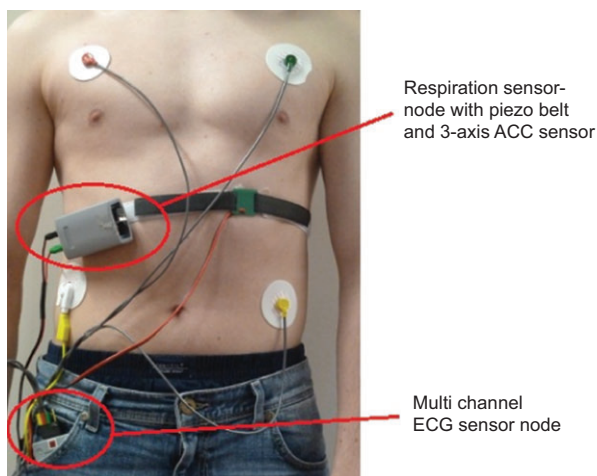 Respiration sensor-
node with piezo belt
and 3-axis ACC sensor
Multi channel
ECG sensor node